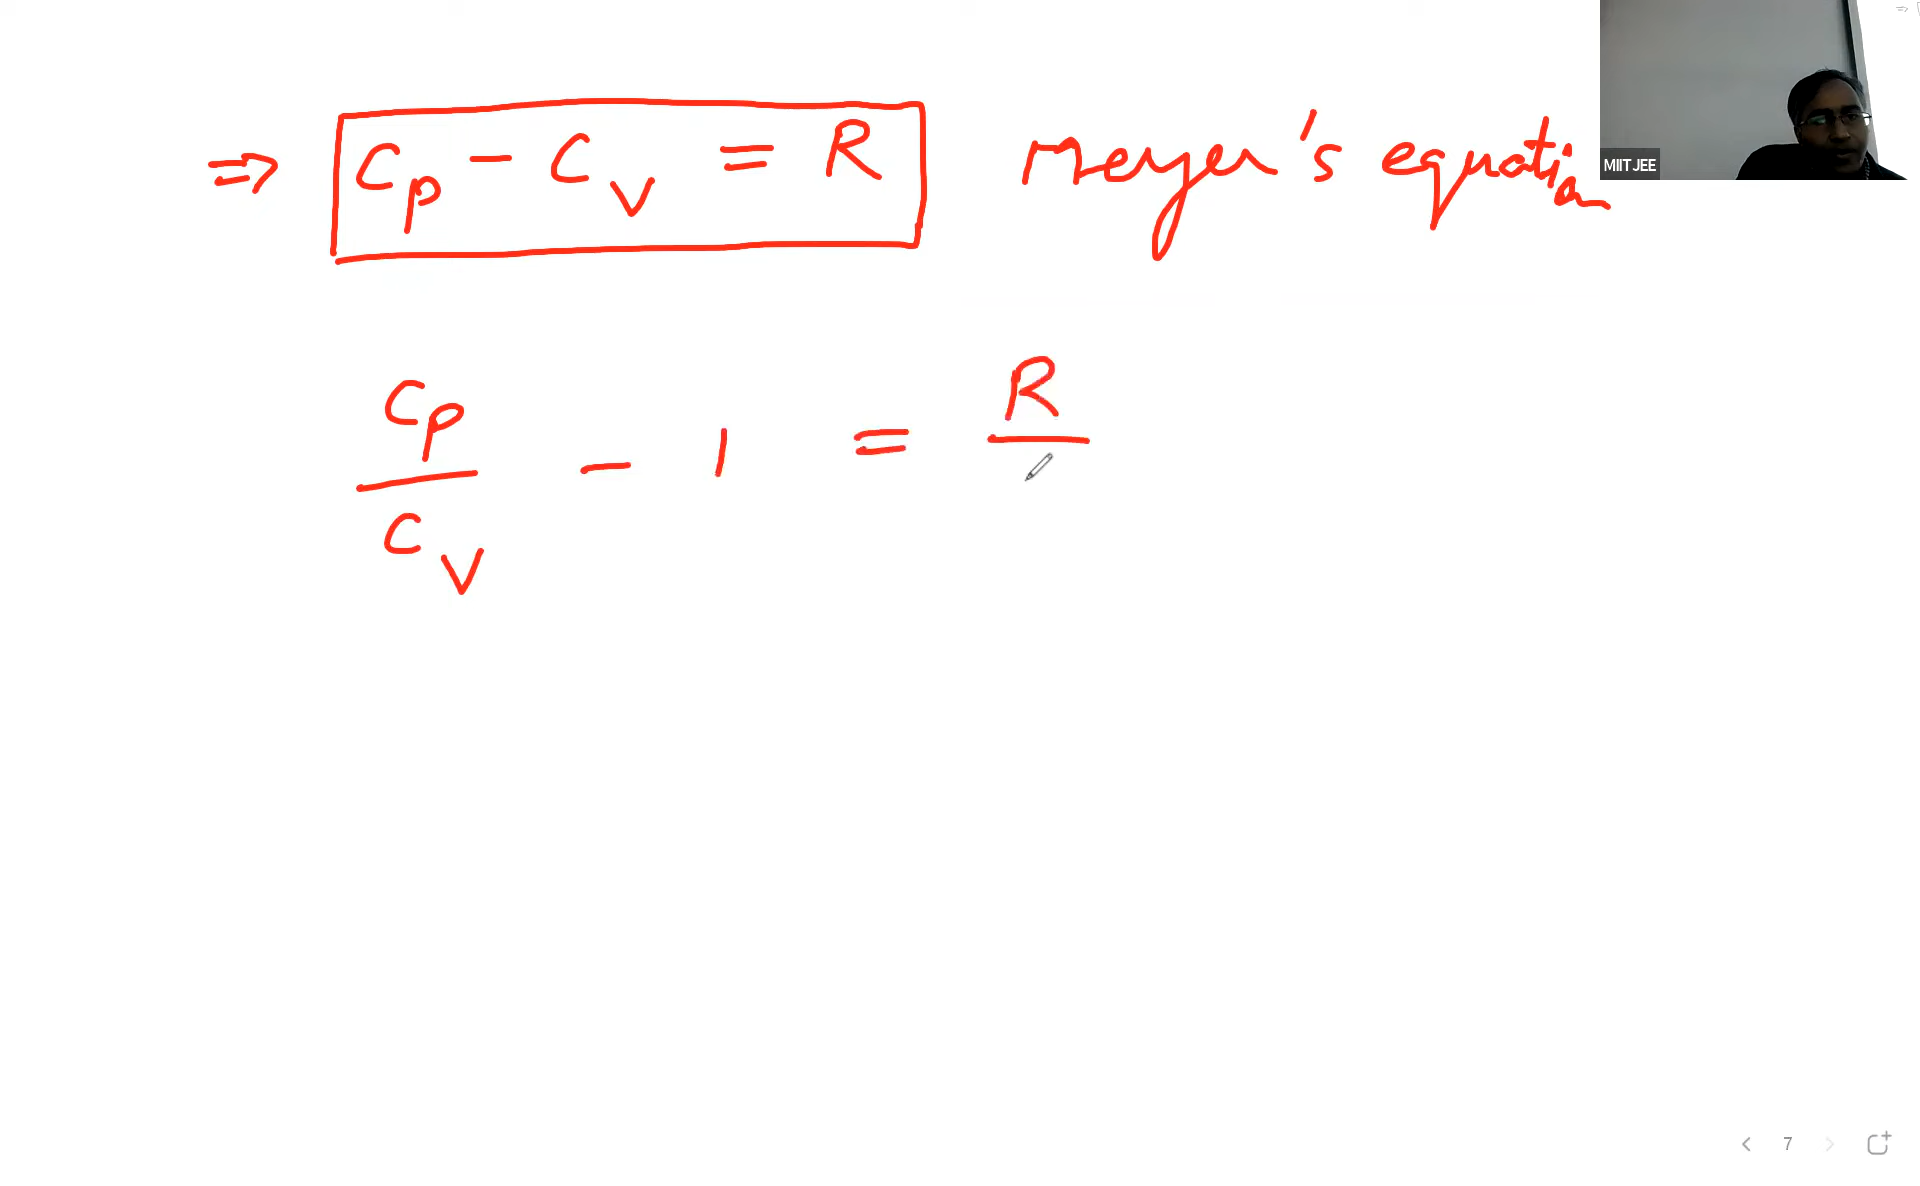 ⇒ Cp - Cv = R Meyer's equation
MIIT JEE
Cp/Cv - 1 = R/
7